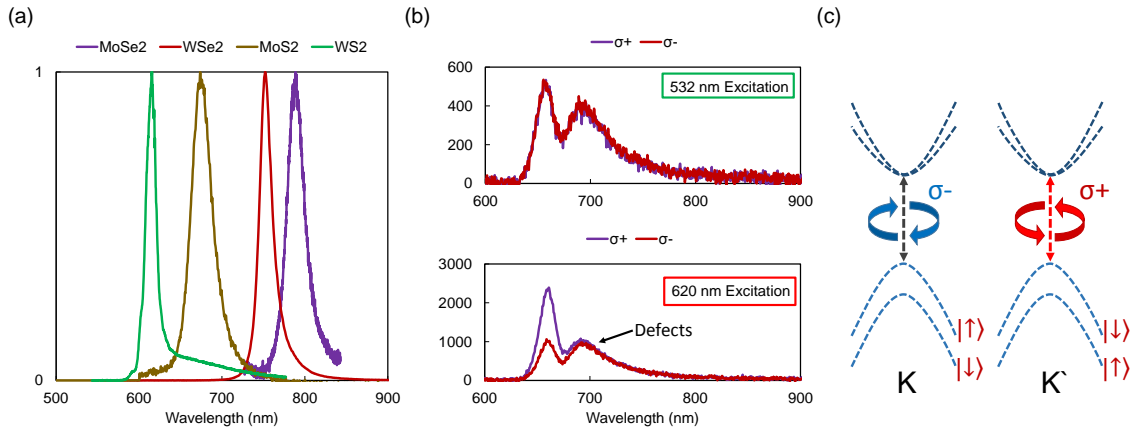 (a)
MoSe2 WSe2 MoS2 WS2
1
0
500 600 700 800 900
Wavelength (nm)
(b)
σ+ σ-
600
400
200
0
532 nm Excitation
600 700 800 900
σ+ σ-
3000
2000
1000
0
620 nm Excitation
Defects
600 700 800 900
Wavelength (nm)
(c)
σ- σ+
|↑⟩ |↓⟩
|↓⟩ |↑⟩
K K`